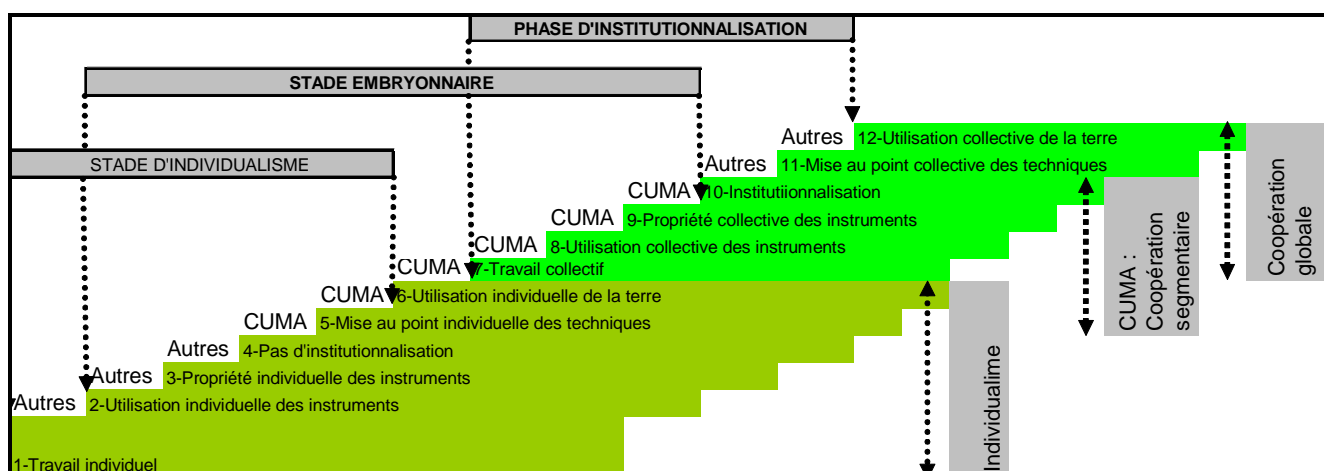 PHASE D'INSTITUTIONNALISATION
STADE EMBRYONNAIRE
STADE D'INDIVIDUALISME
Autres 12-Utilisation collective de la terre
Autres 11-Mise au point collective des techniques
CUMA 10-Institutiionnalisation
CUMA 9-Propriété collective des instruments
CUMA 8-Utilisation collective des instruments
CUMA 7-Travail collectif
CUMA 6-Utilisation individuelle de la terre
CUMA 5-Mise au point individuelle des techniques
Autres 4-Pas d'institutionnalisation
Autres 3-Propriété individuelle des instruments
Autres 2-Utilisation individuelle des instruments
1-Travail individuel
Individualime
CUMA :
Coopération
segmentaire
Coopération
globale